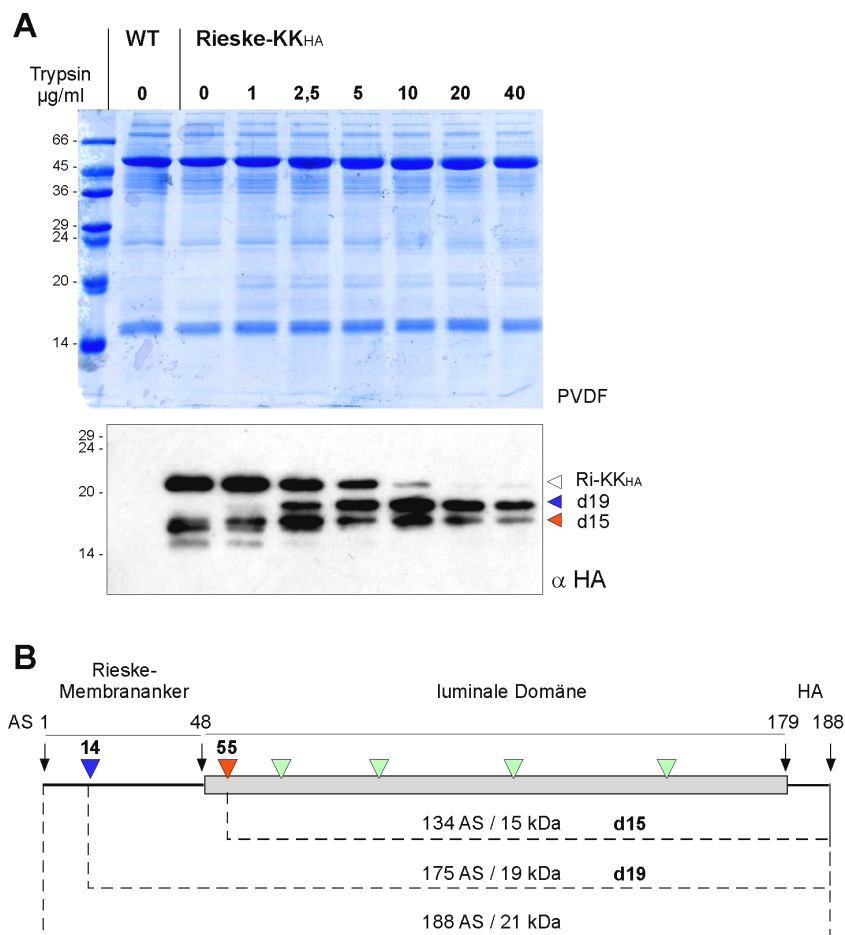 A
WT Rieske-KKHA
Trypsin
µg/ml 0 0 1 2,5 5 10 20 40
66 -
45 -
36 -
29 -
24 -
20 -
14 -
PVDF
29 -
24 -
20 -
14 -
Ri-KKHA
d19
d15
α HA
B
Rieske-
Membrananker luminale Domäne HA
AS 1 48 179 188
14 55
134 AS / 15 kDa d15
175 AS / 19 kDa d19
188 AS / 21 kDa